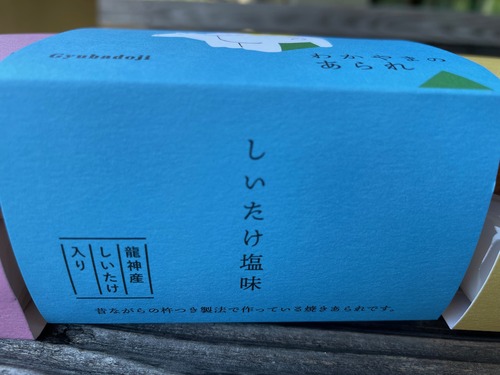 Gyuhadoji
わかやまの
あられ
しいたけ塩味
龍神産
しいたけ
入り
昔ながらの杵つき製法で作っている焼きあられです。